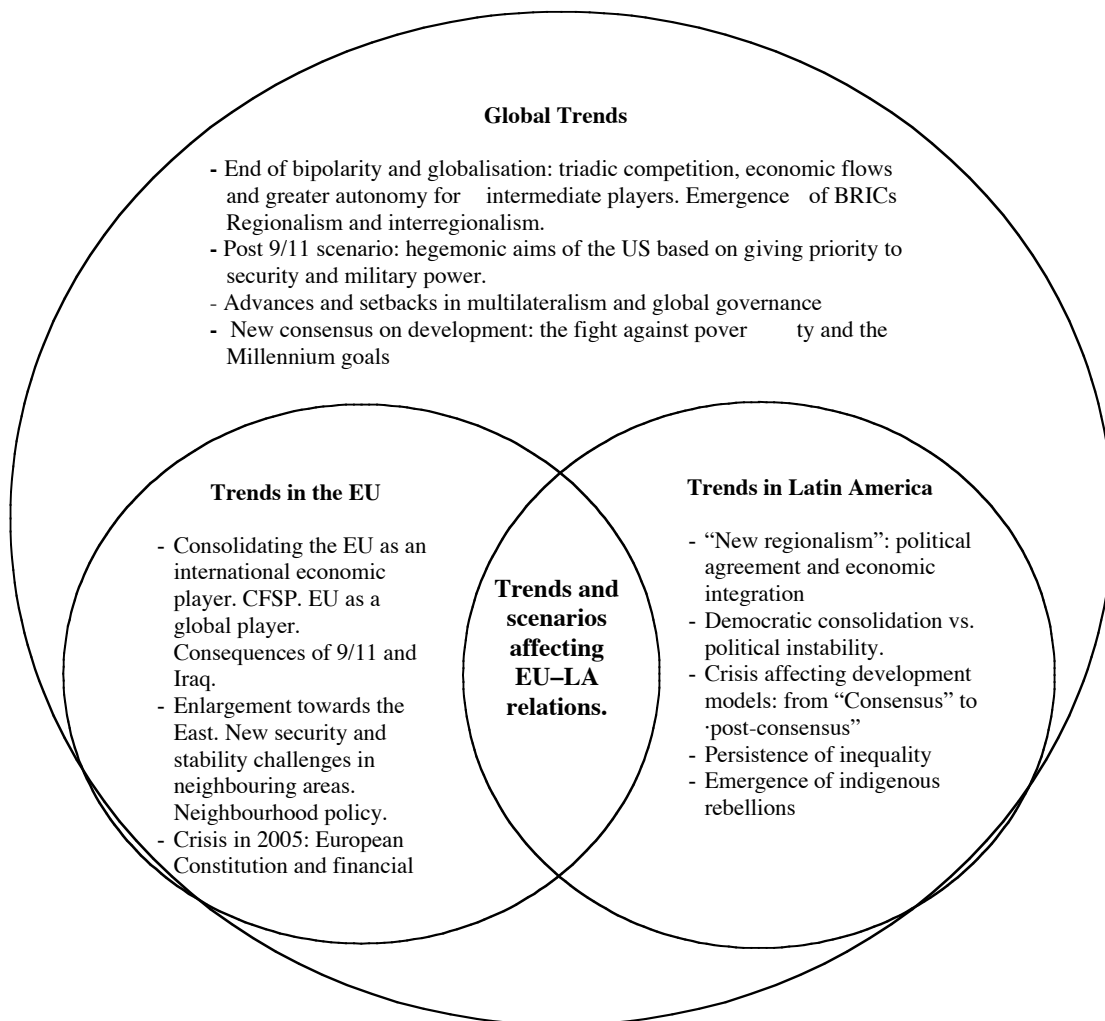 Global Trends
- End of bipolarity and globalisation: triadic competition, economic flows
and greater autonomy for intermediate players. Emergence of BRICs
Regionalism and interregionalism.
- Post 9/11 scenario: hegemonic aims of the US based on giving priority to
security and military power.
- Advances and setbacks in multilateralism and global governance
- New consensus on development: the fight against pover ty and the
Millennium goals
Trends in the EU
- Consolidating the EU as an
international economic
player. CFSP. EU as a
global player.
Consequences of 9/11 and
Iraq.
- Enlargement towards the
East. New security and
stability challenges in
neighbouring areas.
Neighbourhood policy.
- Crisis in 2005: European
Constitution and financial
Trends and
scenarios
affecting
EU–LA
relations.
Trends in Latin America
- “New regionalism”: political
agreement and economic
integration
- Democratic consolidation vs.
political instability.
- Crisis affecting development
models: from “Consensus” to
·post-consensus”
- Persistence of inequality
- Emergence of indigenous
rebellions